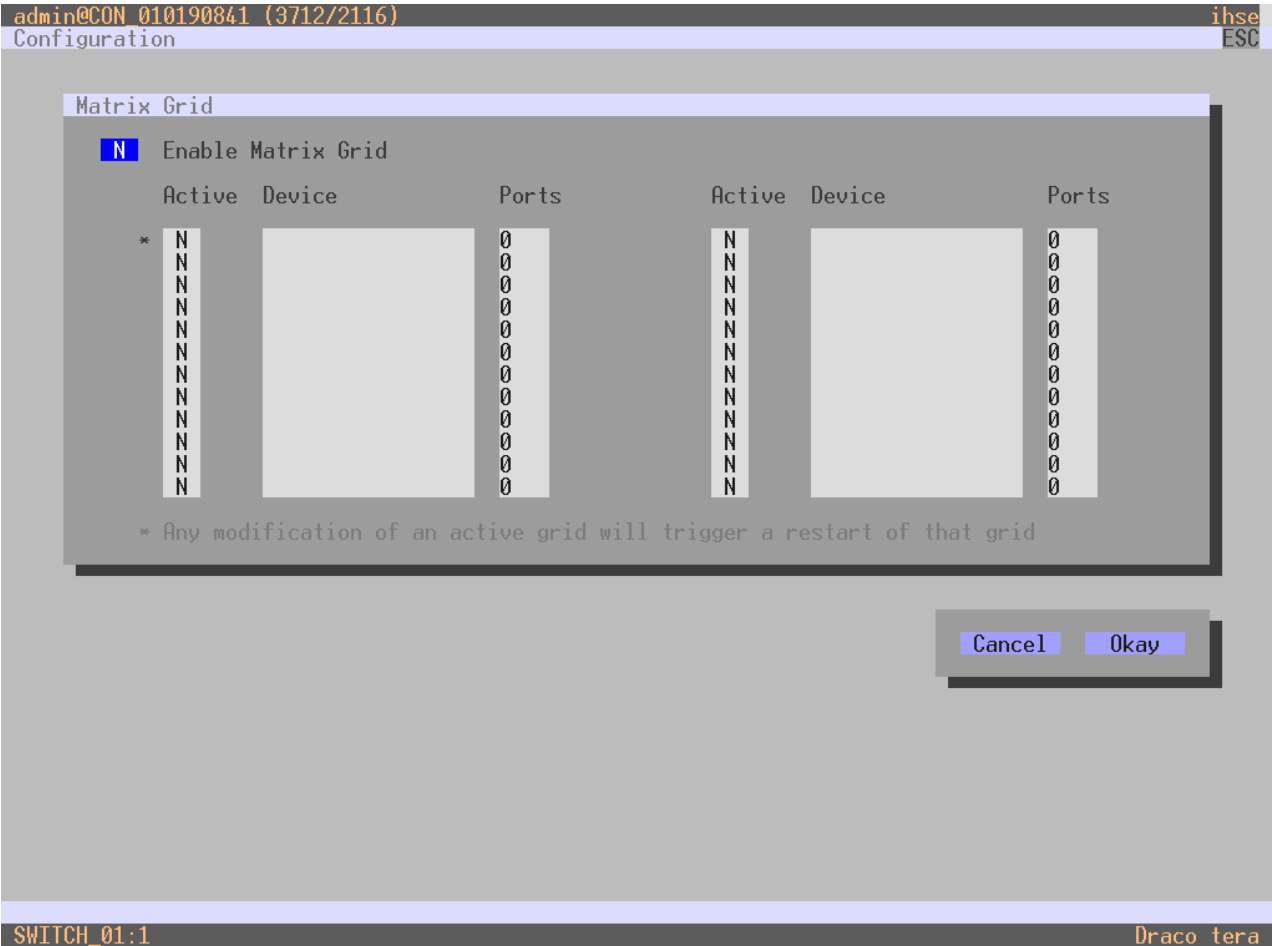 admin@CON_010190841 (3712/2116) ihse
Configuration ESC
Matrix Grid
N Enable Matrix Grid
Active Device Ports Active Device Ports
* N 0 N 0
N 0 N 0
N 0 N 0
N 0 N 0
N 0 N 0
N 0 N 0
N 0 N 0
N 0 N 0
N 0 N 0
N 0 N 0
N 0 N 0
N 0 N 0
* Any modification of an active grid will trigger a restart of that grid
Cancel Okay
SWITCH_01:1 Draco tera